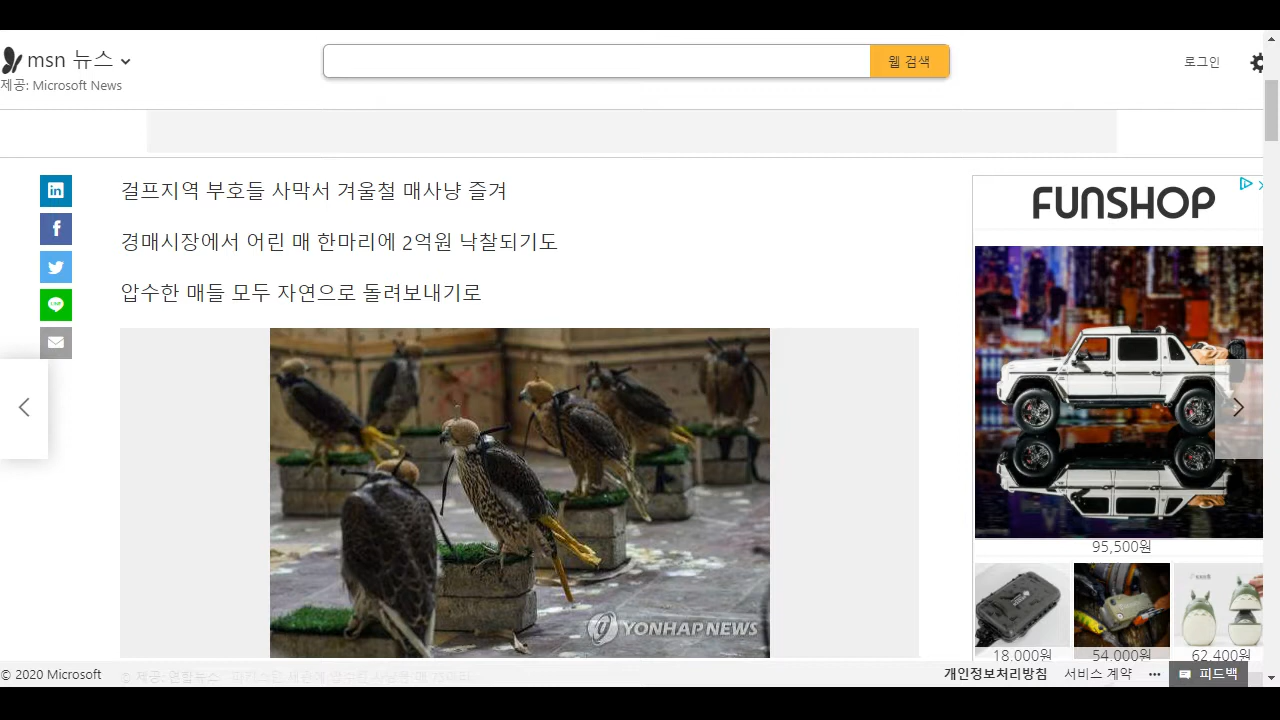 msn 뉴스
제공: Microsoft News
웹 검색
로그인
걸프지역 부호들 사막서 겨울철 매사냥 즐겨
경매시장에서 어린 매 한마리에 2억원 낙찰되기도
압수한 매들 모두 자연으로 돌려보내기로
YONHAP NEWS
FUNSHOP
95,500원
18,000원
54,000원
62,400원
© 2020 Microsoft
© 제공: 연합뉴스
개인정보처리방침
서비스 계약
피드백